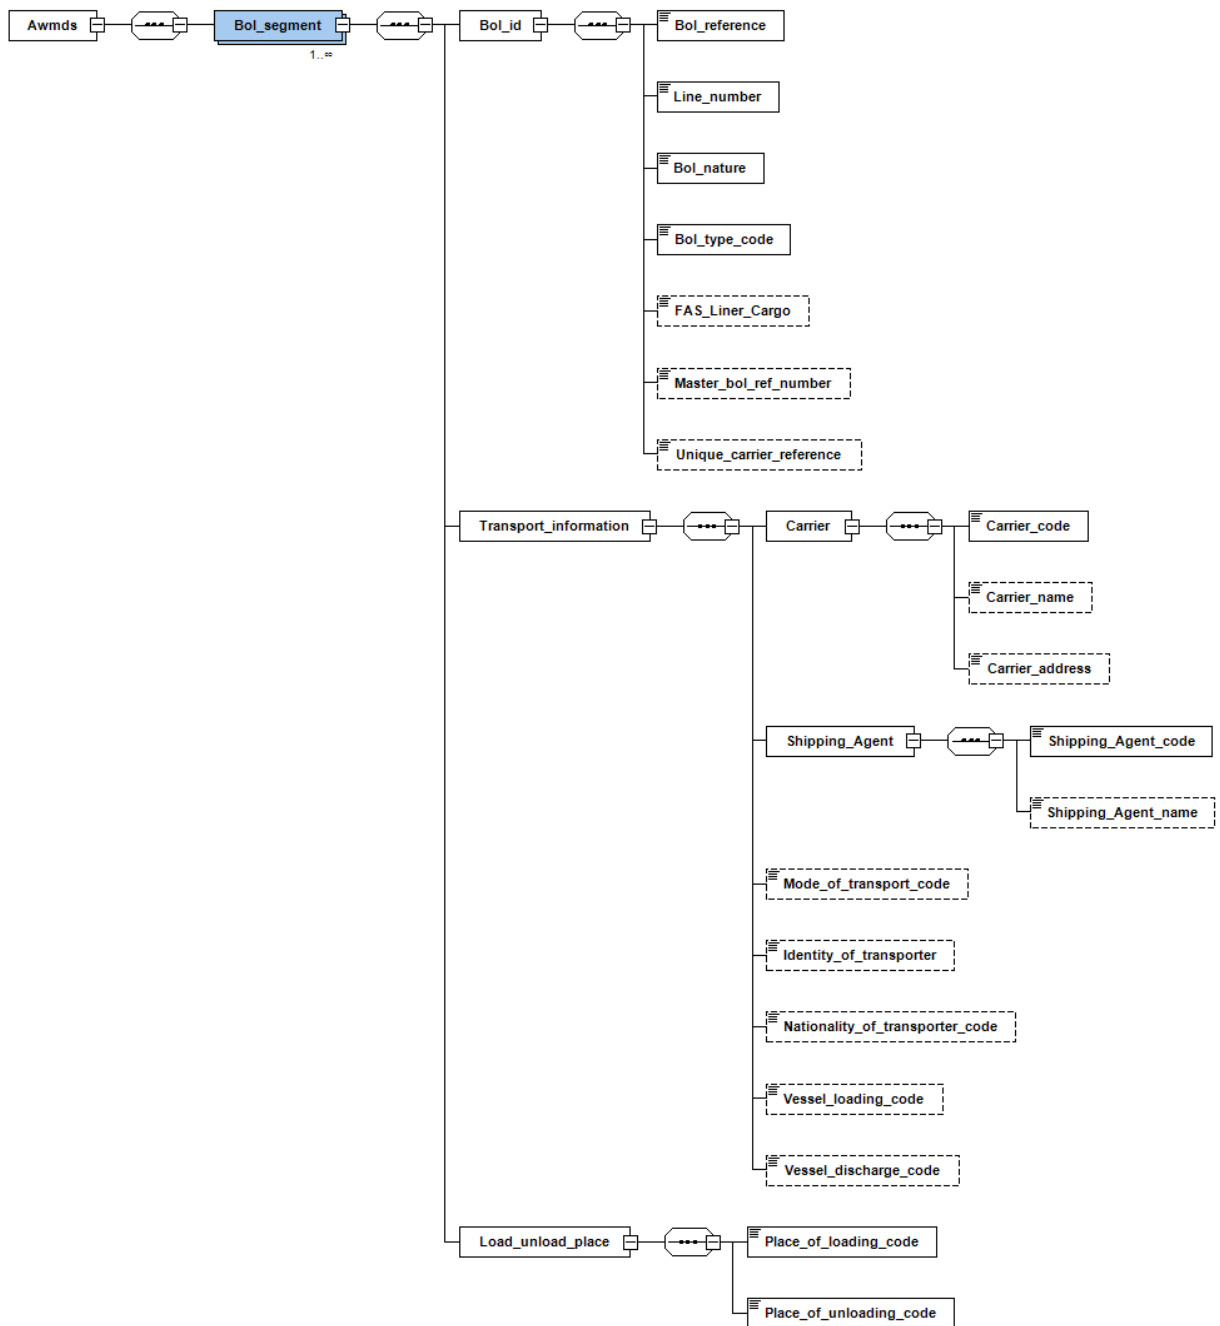 Awmds
Bol_segment
1..∞
Bol_id
Bol_reference
Line_number
Bol_nature
Bol_type_code
FAS_Liner_Cargo
Master_bol_ref_number
Unique_carrier_reference
Transport_information
Carrier
Carrier_code
Carrier_name
Carrier_address
Shipping_Agent
Shipping_Agent_code
Shipping_Agent_name
Mode_of_transport_code
Identity_of_transporter
Nationality_of_transporter_code
Vessel_loading_code
Vessel_discharge_code
Load_unload_place
Place_of_loading_code
Place_of_unloading_code